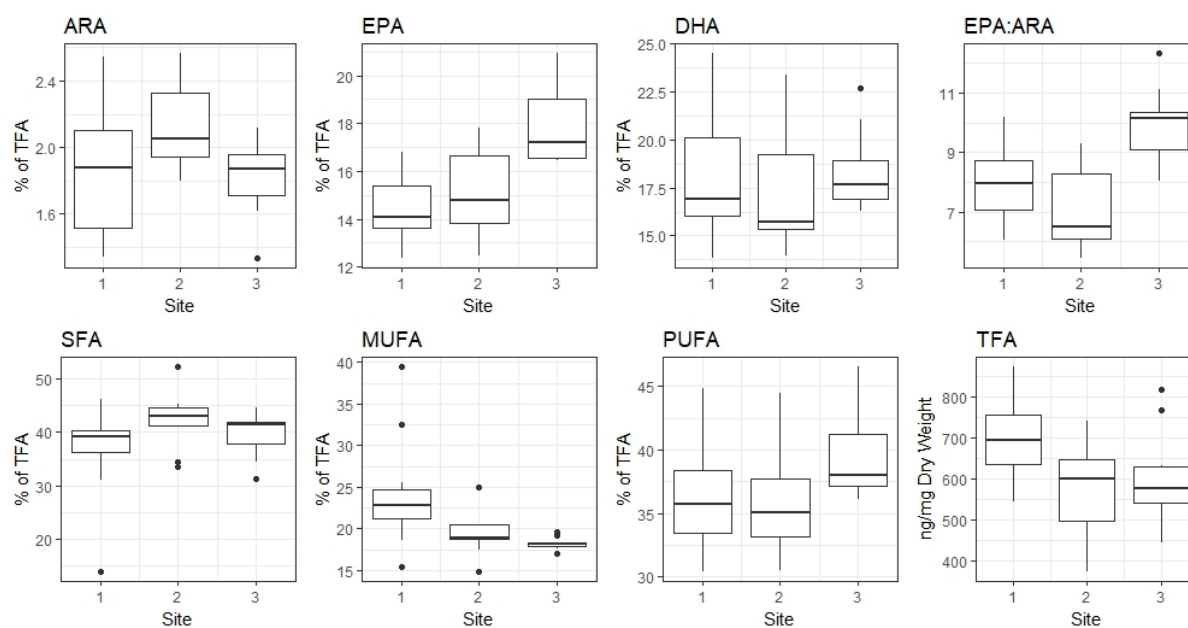 ARA
% of TFA
2.4
2.0
1.6
1 2 3
Site
EPA
% of TFA
20
18
16
14
12
1 2 3
Site
DHA
% of TFA
25.0
22.5
20.0
17.5
15.0
1 2 3
Site
EPA:ARA
11
9
7
1 2 3
Site
SFA
% of TFA
50
40
30
20
1 2 3
Site
MUFA
% of TFA
40
35
30
25
20
15
1 2 3
Site
PUFA
% of TFA
45
40
35
30
1 2 3
Site
TFA
ng/mg Dry Weight
800
700
600
500
400
1 2 3
Site